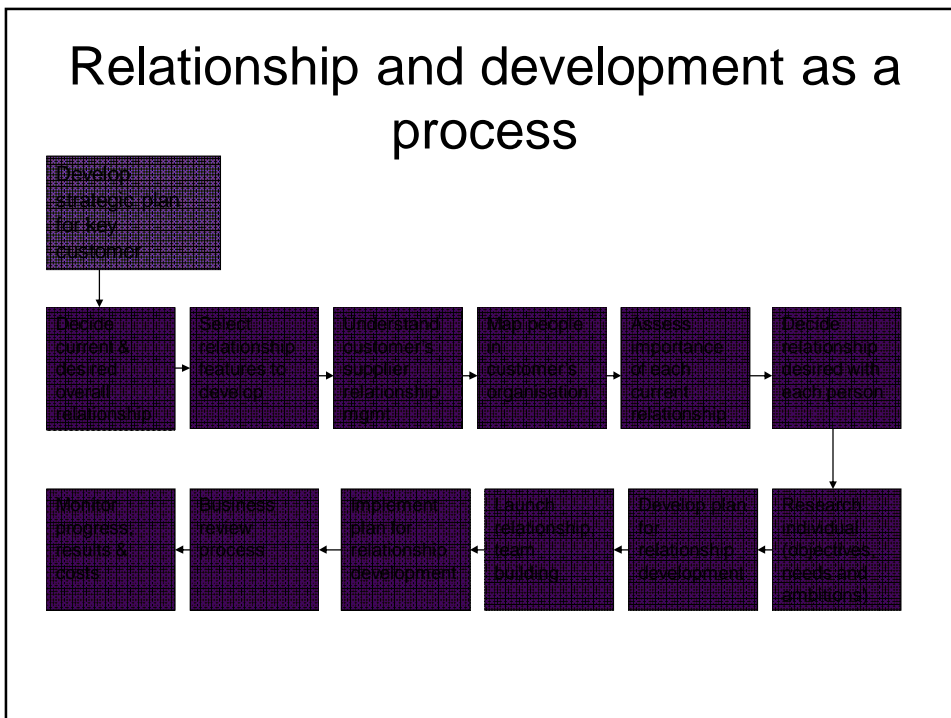 Relationship and development as a
process
Develop
strategic plan
for key
customer
Decide
current &
desired
overall
relationship
Select
relationship
features to
develop
Understand
customer's
supplier
relationship
mgmt
Map people
in
customer's
organisation
Assess
importance
of each
current
relationship
Decide
relationship
desired with
each person
Research
individual
(objectives,
needs and
ambitions)
Develop plan
for
relationship
development
Launch
relationship
team
building
Implement
plan for
relationship
development
Business
review
process
Monitor
progress,
results &
costs